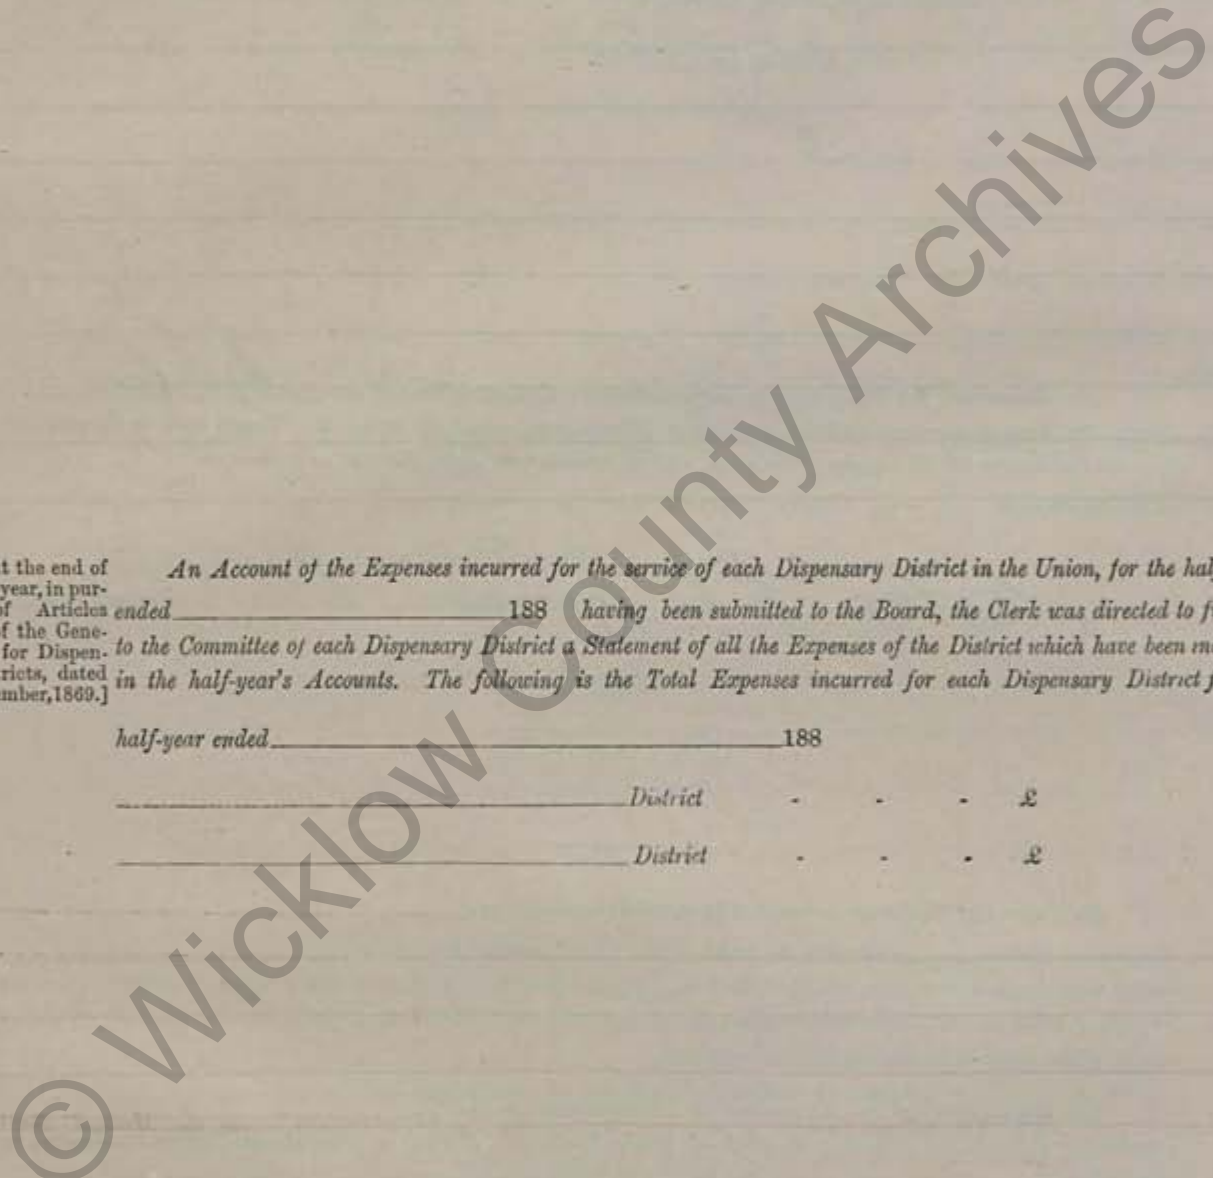 t the end of
year, in pur-
f Articles
f the Gene-
for Dispen-
ricts, dated
mber, 1869.]
An Account of the Expenses incurred for the service of each Dispensary District in the Union, for the hal
ended 188 having been submitted to the Board, the Clerk was directed to f
to the Committee of each Dispensary District a Statement of all the Expenses of the District which have been in
in the half-year's Accounts. The following is the Total Expenses incurred for each Dispensary District f
half-year ended 188
District - - - £
District - - - £
© Wicklow County Archives